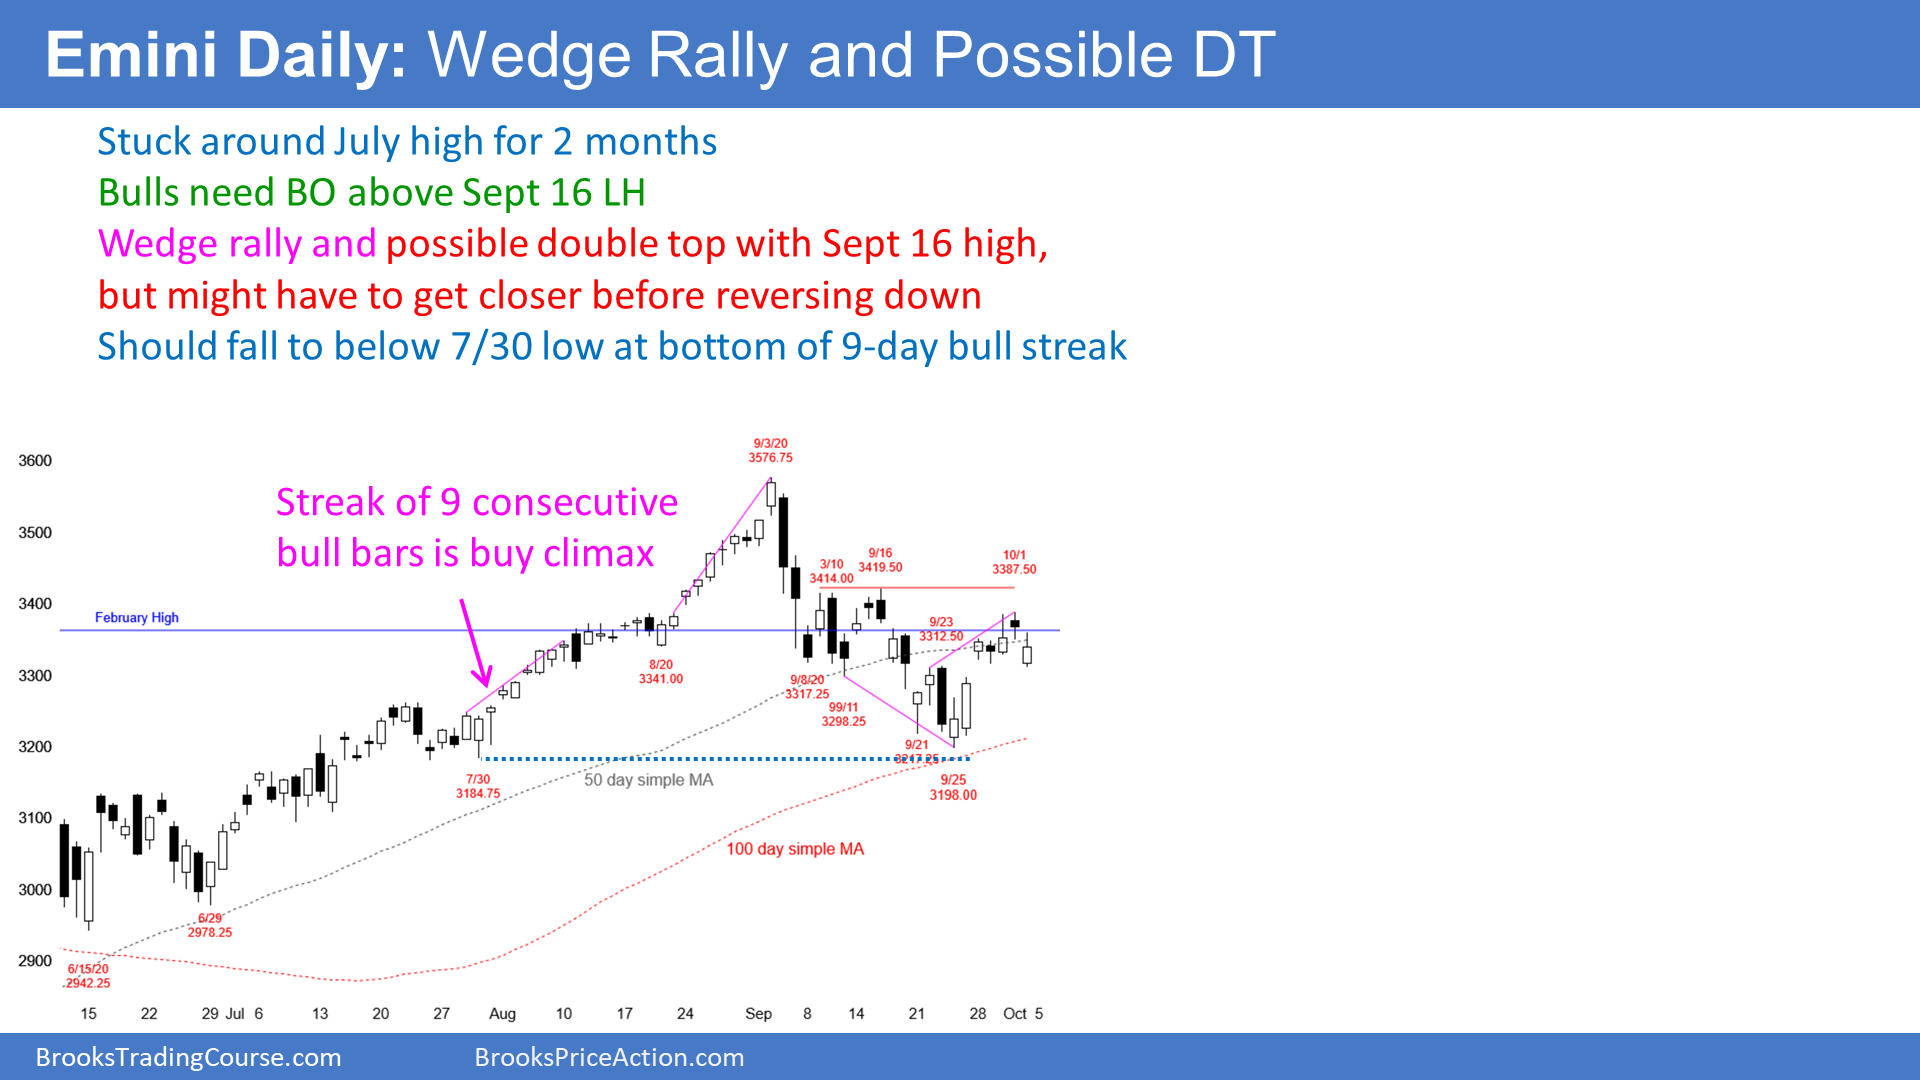 Emini Daily: Wedge Rally and Possible DT
Stuck around July high for 2 months
Bulls need BO above Sept 16 LH
Wedge rally and possible double top with Sept 16 high,
but might have to get closer before reversing down
Should fall to below 7/30 low at bottom of 9-day bull streak
Streak of 9 consecutive
bull bars is buy climax
9/3/20
3576.75
3/10
3414.00
9/16
3419.50
10/1
3387.50
February High
9/23
3312.50
8/20
3341.00
9/8/20
3317.25
99/11
3298.25
9/21
3217.25
7/30
3184.75
50 day simple MA
9/25
3198.00
100 day simple MA
6/29
2978.25
6/15/20
2942.25
3600
3500
3400
3300
3200
3100
3000
2900
15 22 29 Jul 6 13 20 27 Aug 10 17 24 Sep 8 14 21 28 Oct 5
BrooksTradingCourse.com BrooksPriceAction.com